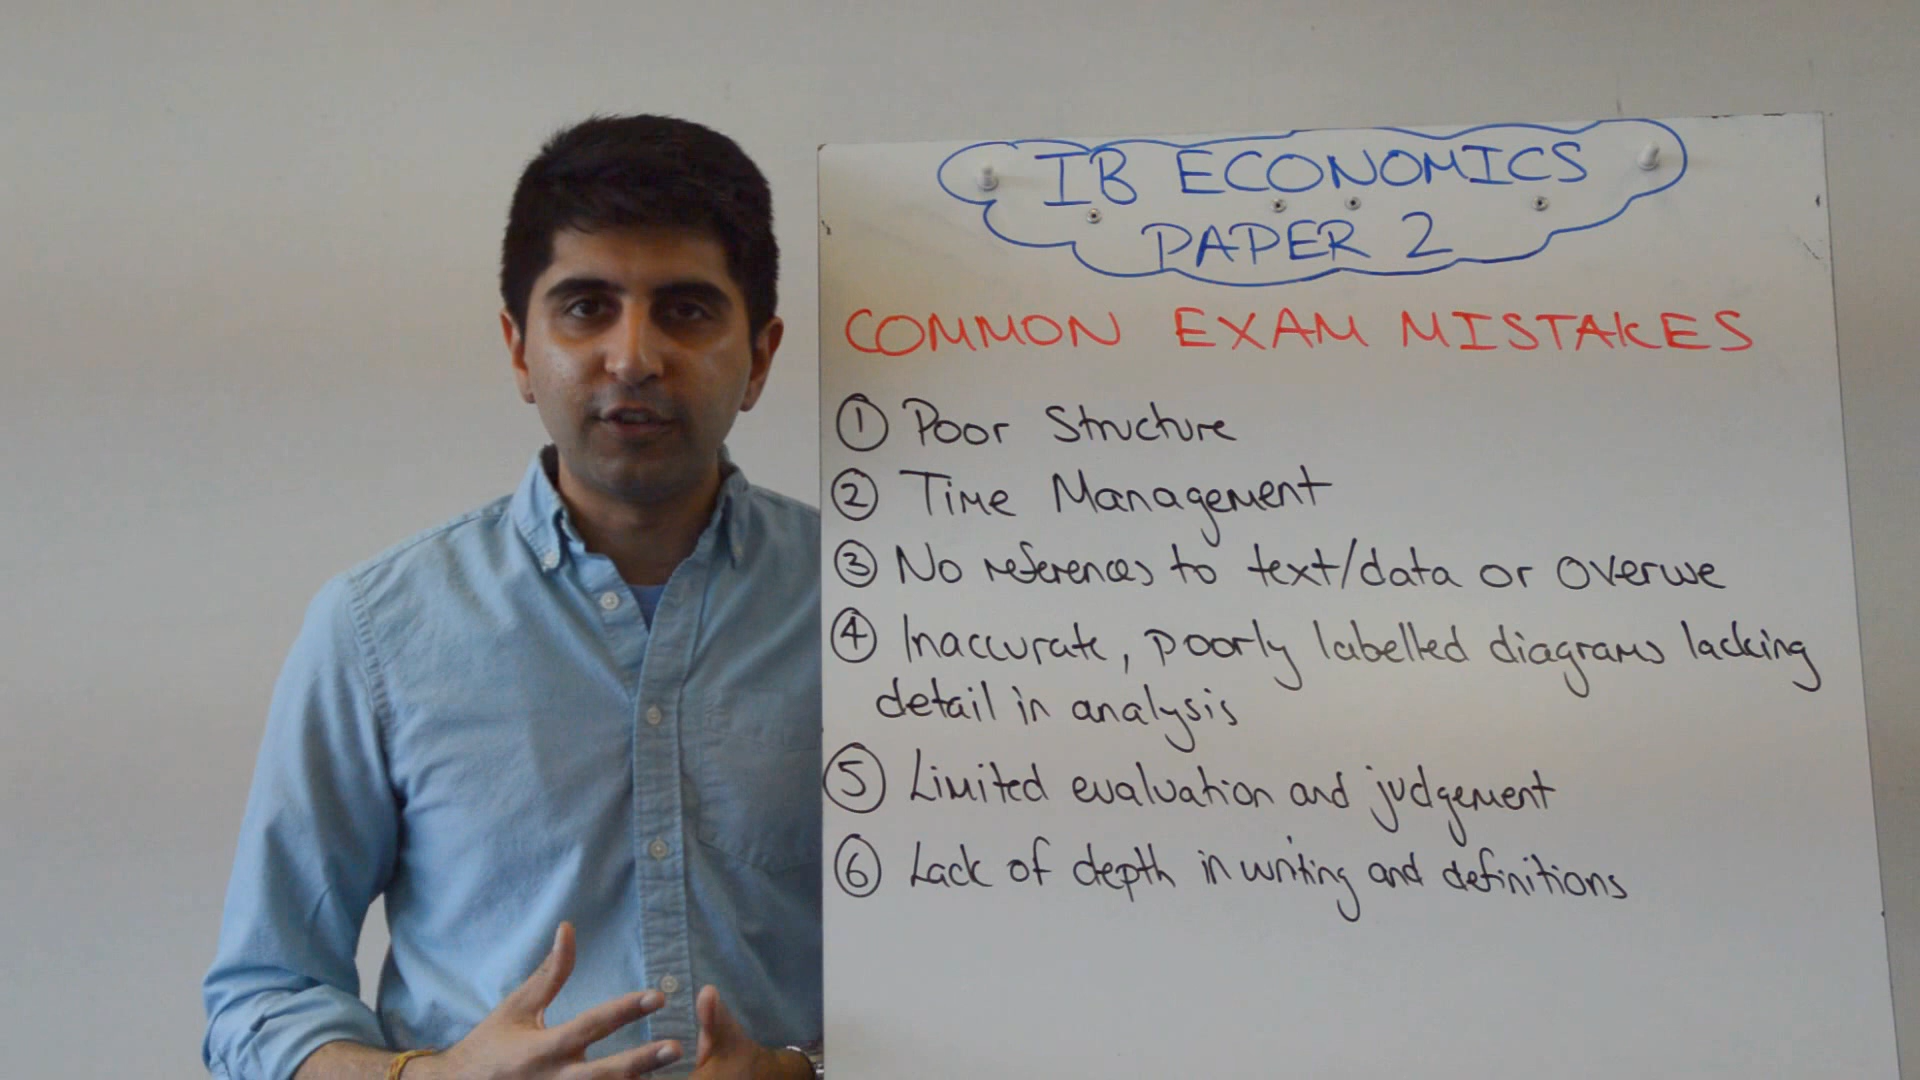 IB ECONOMICS
PAPER 2
COMMON EXAM MISTAKES
① Poor Structure
② Time Management
③ No references to text/data or overuse
④ Inaccurate, poorly labelled diagrams lacking
detail in analysis
⑤ Limited evaluation and judgement
⑥ Lack of depth in writing and definitions